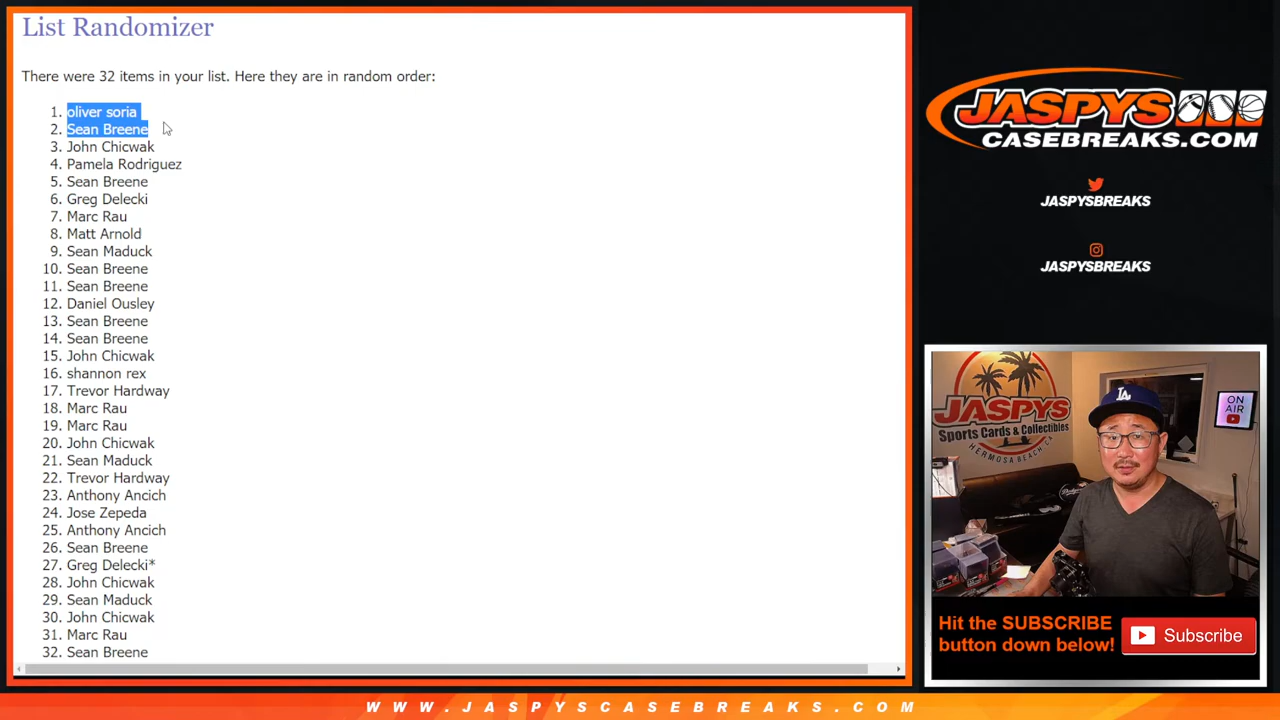 List Randomizer
There were 32 items in your list. Here they are in random order:
1. oliver soria
2. Sean Breene
3. John Chicwak
4. Pamela Rodriguez
5. Sean Breene
6. Greg Delecki
7. Marc Rau
8. Matt Arnold
9. Sean Maduck
10. Sean Breene
11. Sean Breene
12. Daniel Ousley
13. Sean Breene
14. Sean Breene
15. John Chicwak
16. shannon rex
17. Trevor Hardway
18. Marc Rau
19. Marc Rau
20. John Chicwak
21. Sean Maduck
22. Trevor Hardway
23. Anthony Ancich
24. Jose Zepeda
25. Anthony Ancich
26. Sean Breene
27. Greg Delecki*
28. John Chicwak
29. Sean Maduck
30. John Chicwak
31. Marc Rau
32. Sean Breene
JASPYS
CASEBREAKS.COM
JASPYSBREAKS
JASPYSBREAKS
JASPYS
Sports Cards & Collectibles
HERMOSA BEACH, CA
LA
ON
AIR
Dodgers
Hit the SUBSCRIBE
button down below!
Subscribe
WWW.JASPYSCASEBREAKS.COM